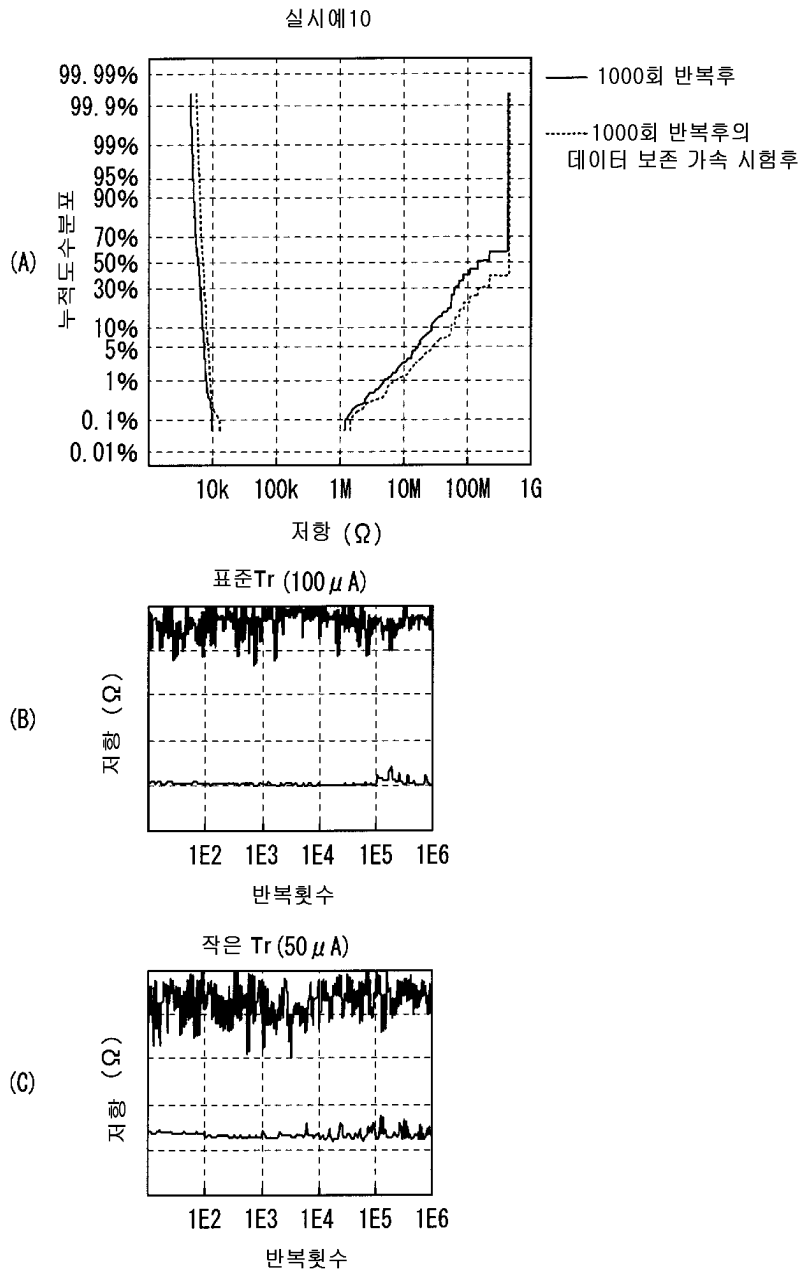 실시예10
(A)
누적도수분포
99.99%
99.9%
99%
95%
90%
70%
50%
30%
10%
5%
1%
0.1%
0.01%
10k 100k 1M 10M 100M 1G
저항 (Ω)
1000회 반복후
1000회 반복후의
데이터 보존 가속 시험후
표준Tr (100μA)
(B)
저항 (Ω)
1E2 1E3 1E4 1E5 1E6
반복횟수
작은 Tr (50μA)
(C)
저항 (Ω)
1E2 1E3 1E4 1E5 1E6
반복횟수